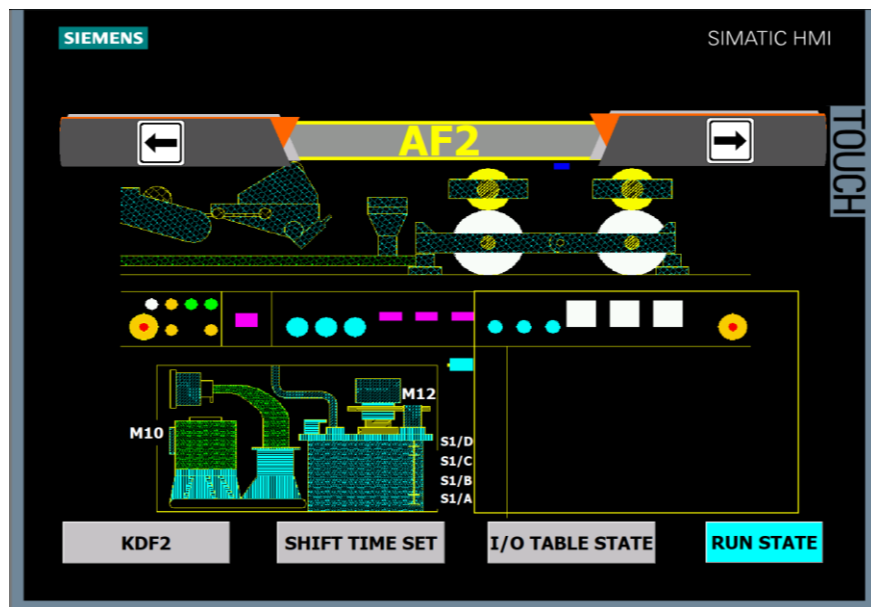 SIEMENS
SIMATIC HMI
TOUCH
AF2
M12
M10
S1/D
S1/C
S1/B
S1/A
KDF2
SHIFT TIME SET
I/O TABLE STATE
RUN STATE